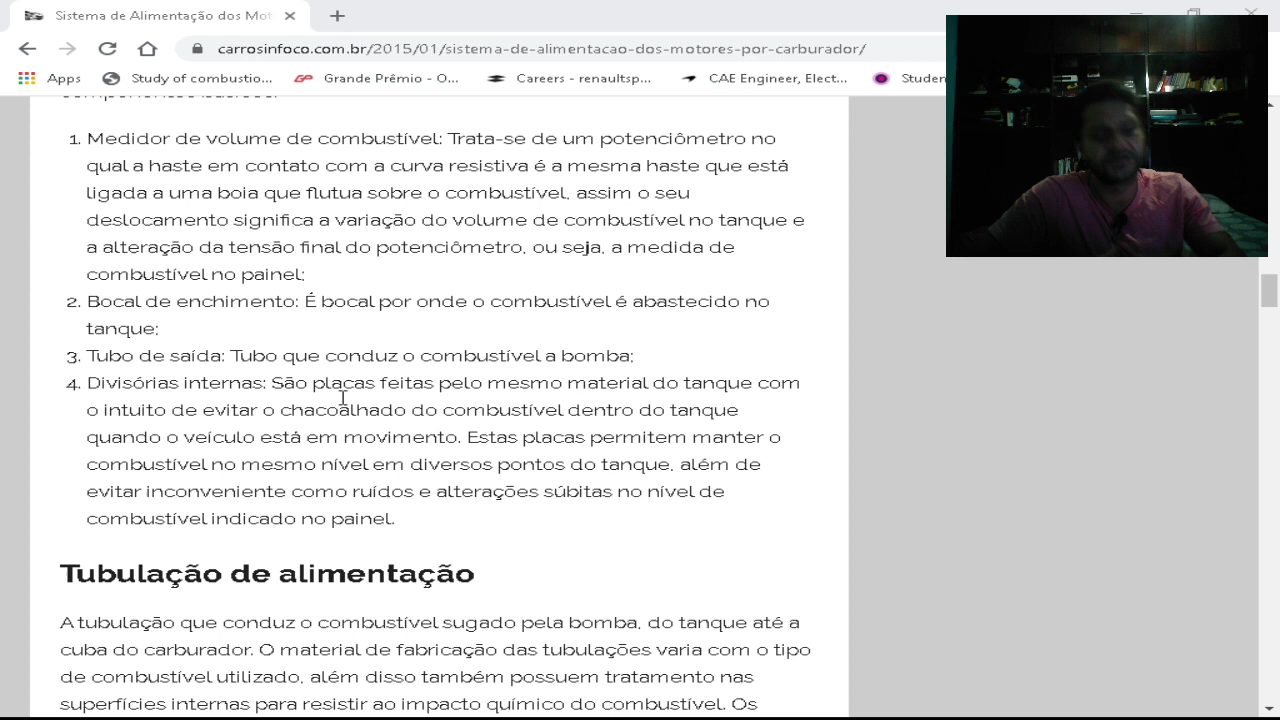 Sistema de Alimentação dos Mot
carrosinfoco.com.br/2015/01/sistema-de-alimentacao-dos-motores-por-carburador/
Apps
Study of combustio...
Grande Prêmio - O...
Careers - renaultsp...
CAE Engineer, Elect...
Studen
1. Medidor de volume de combustível: Trata-se de um potenciômetro no
qual a haste em contato com a curva resistiva é a mesma haste que está
ligada a uma boia que flutua sobre o combustível, assim o seu
deslocamento significa a variação do volume de combustível no tanque e
a alteração da tensão final do potenciômetro, ou seja, a medida de
combustível no painel;
2. Bocal de enchimento: É bocal por onde o combustível é abastecido no
tanque;
3. Tubo de saída: Tubo que conduz o combustível a bomba;
4. Divisórias internas: São placas feitas pelo mesmo material do tanque com
o intuito de evitar o chacoalhado do combustível dentro do tanque
quando o veículo está em movimento. Estas placas permitem manter o
combustível no mesmo nível em diversos pontos do tanque, além de
evitar inconveniente como ruídos e alterações súbitas no nível de
combustível indicado no painel.
Tubulação de alimentação
A tubulação que conduz o combustível sugado pela bomba, do tanque até a
cuba do carburador. O material de fabricação das tubulações varia com o tipo
de combustível utilizado, além disso também possuem tratamento nas
superfícies internas para resistir ao impacto químico do combustível. Os